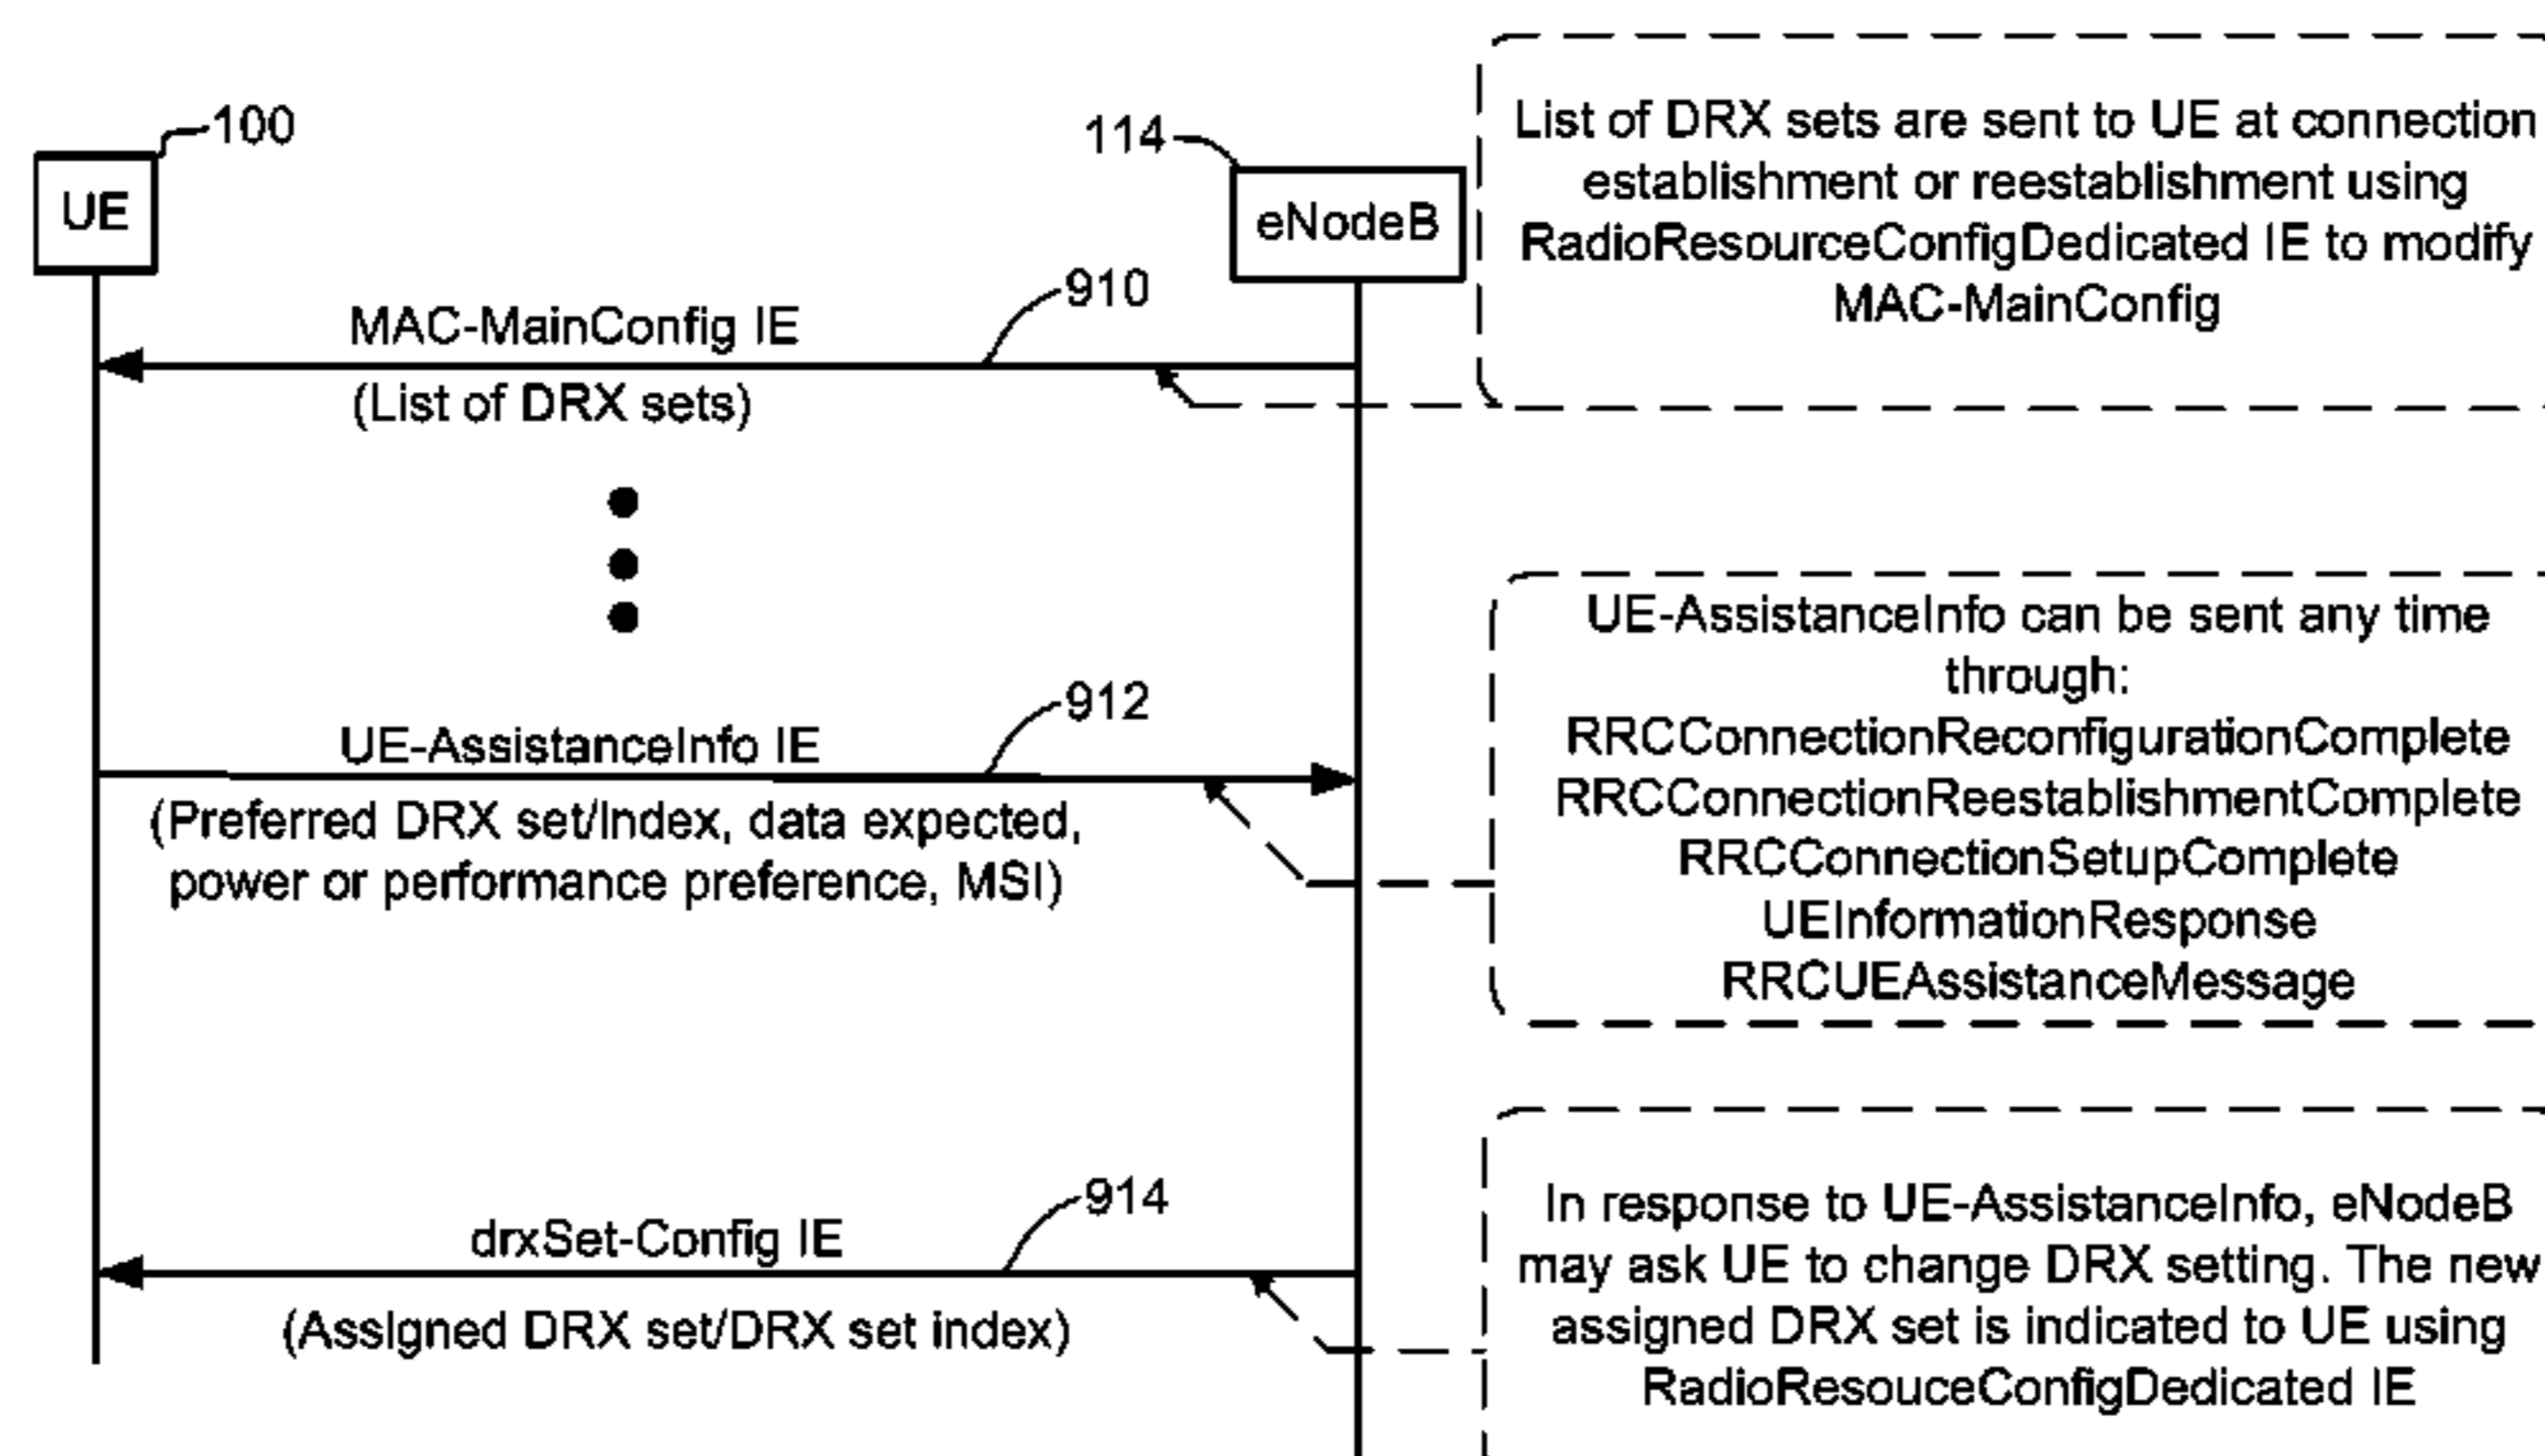 100
UE
114
eNodeB
List of DRX sets are sent to UE at connection
establishment or reestablishment using
RadioResourceConfigDedicated IE to modify
MAC-MainConfig
910
MAC-MainConfig IE
(List of DRX sets)
UE-AssistanceInfo can be sent any time
through:
RRCConnectionReconfigurationComplete
RRCConnectionReestablishmentComplete
RRCConnectionSetupComplete
UEInformationResponse
RRCUEAssistanceMessage
912
UE-AssistanceInfo IE
(Preferred DRX set/Index, data expected,
power or performance preference, MSI)
914
drxSet-Config IE
(Assigned DRX set/DRX set index)
In response to UE-AssistanceInfo, eNodeB
may ask UE to change DRX setting. The new
assigned DRX set is indicated to UE using
RadioResouceConfigDedicated IE